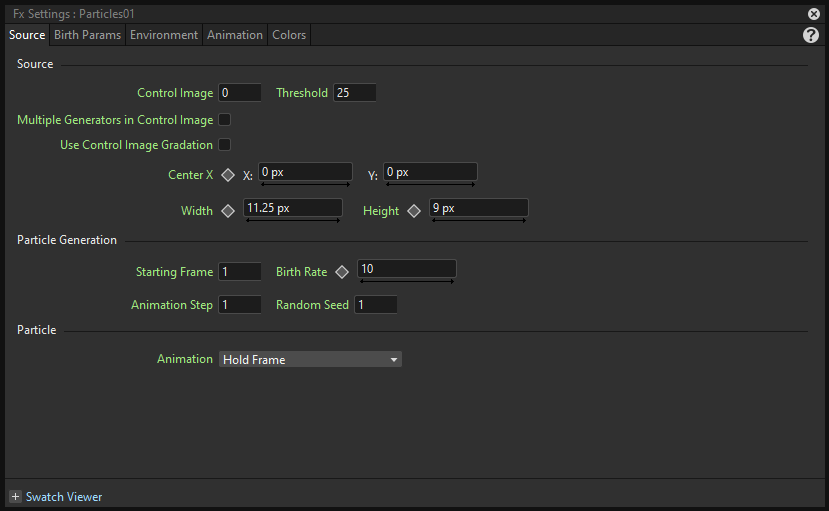 Fx Settings : Particles01
Source Birth Params Environment Animation Colors ?
Source
Control Image 0 Threshold 25
Multiple Generators in Control Image
Use Control Image Gradation
Center X X: 0 px Y: 0 px
Width 11.25 px Height 9 px
Particle Generation
Starting Frame 1 Birth Rate 10
Animation Step 1 Random Seed 1
Particle
Animation Hold Frame
+ Swatch Viewer